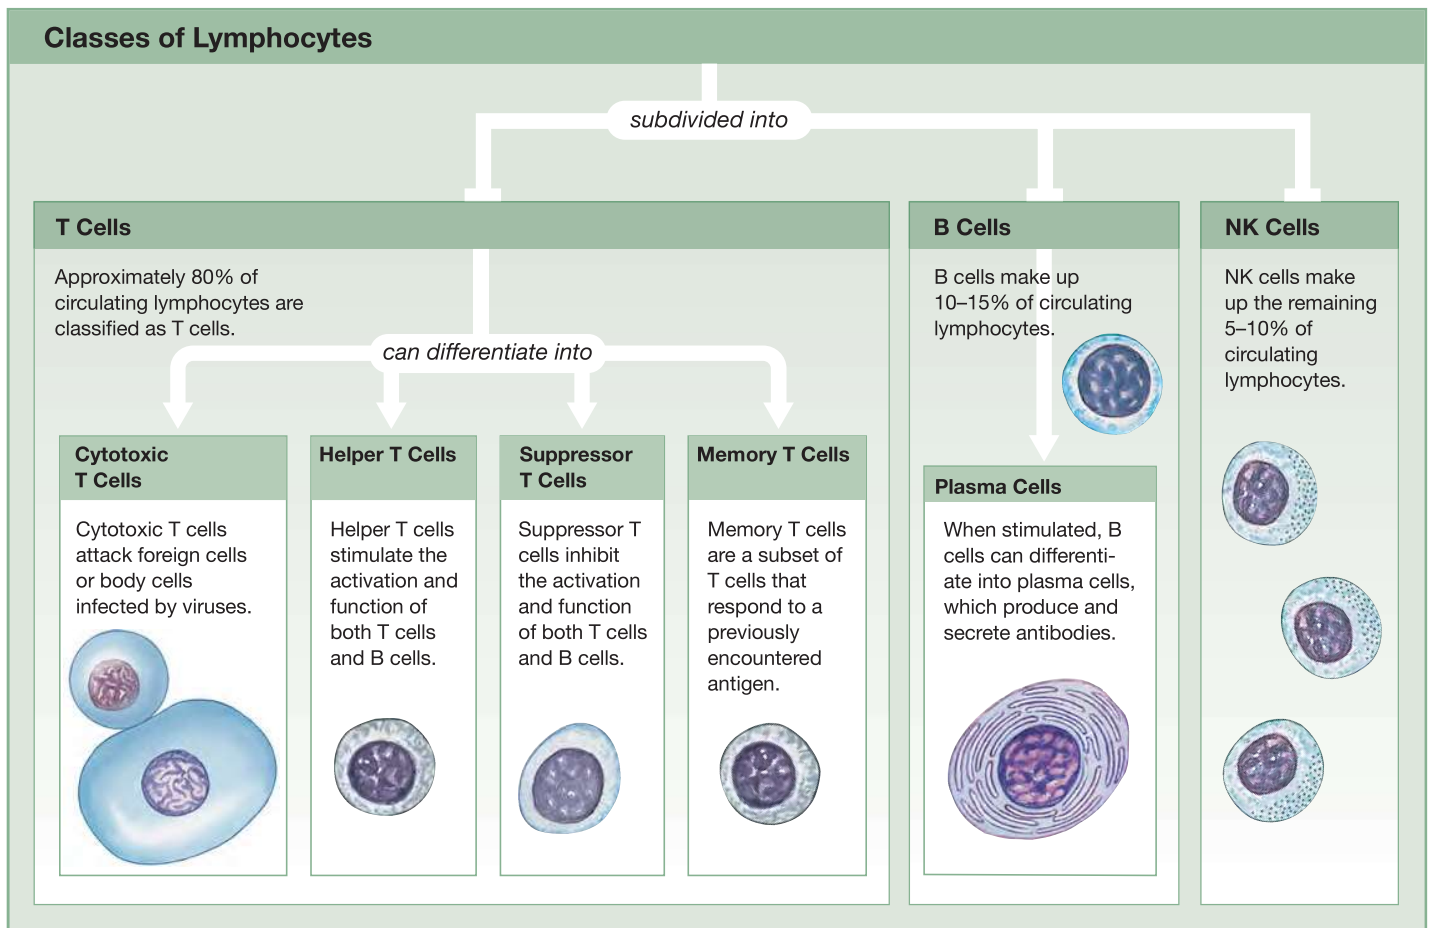 Classes of Lymphocytes
subdivided into
T Cells
Approximately 80% of
circulating lymphocytes are
classified as T cells.
can differentiate into
Cytotoxic
T Cells
Cytotoxic T cells
attack foreign cells
or body cells
infected by viruses.
Helper T Cells
Helper T cells
stimulate the
activation and
function of
both T cells
and B cells.
Suppressor
T Cells
Suppressor T
cells inhibit
the activation
and function
of both T cells
and B cells.
Memory T Cells
Memory T cells
are a subset of
T cells that
respond to a
previously
encountered
antigen.
B Cells
B cells make up
10–15% of circulating
lymphocytes.
Plasma Cells
When stimulated, B
cells can differenti-
ate into plasma cells,
which produce and
secrete antibodies.
NK Cells
NK cells make
up the remaining
5–10% of
circulating
lymphocytes.